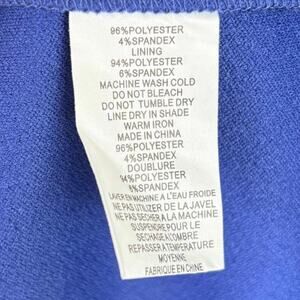 96%POLYESTER
4%SPANDEX
LINING
94%POLYESTER
6%SPANDEX
MACHINE WASH COLD
DO NOT BLEACH
DO NOT TUMBLE DRY
LINE DRY IN SHADE
WARM IRON
MADE IN CHINA
96%POLYESTER
4%SPANDEX
DOUBLURE
94%POLYESTER
6%SPANDEX
LAVER EN MACHINE A L'EAU FROIDE
NE PAS UTILIZER DE LA JAVEL
NE PAS SECHER A LA MACHINE
SUSPENDRE POUR LE
SECHAGE A L'OMBRE
REPASSER A TEMPERATURE
MOYENNE
FABRIQUE EN CHINE